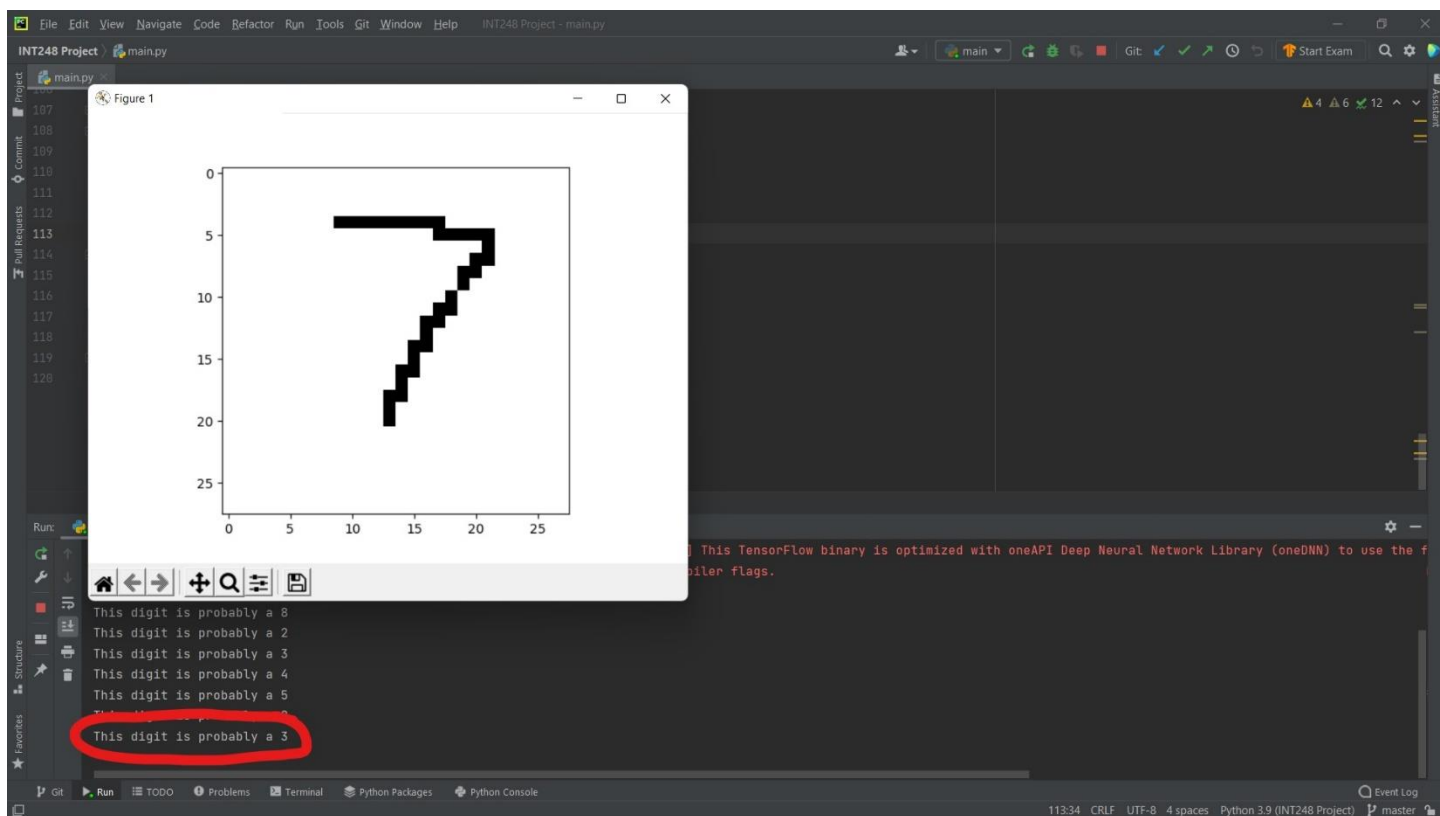 File Edit View Navigate Code Refactor Run Tools Git Window Help INT248 Project - main.py
INT248 Project main.py
main Git: Start Exam
Project
main.py
Figure 1
4 6 12
Assistant
107
108
109
110
111
112
113
114
115
116
117
118
119
120
Commit
Pull Requests
0
5
10
15
20
25
0 5 10 15 20 25
Run:
] This TensorFlow binary is optimized with oneAPI Deep Neural Network Library (oneDNN) to use the f
piler flags.
This digit is probably a 8
This digit is probably a 2
This digit is probably a 3
This digit is probably a 4
This digit is probably a 5
This digit is probably a 3
Structure
Favorites
Git Run TODO Problems Terminal Python Packages Python Console Event Log
113:34 CRLF UTF-8 4 spaces Python 3.9 (INT248 Project) master